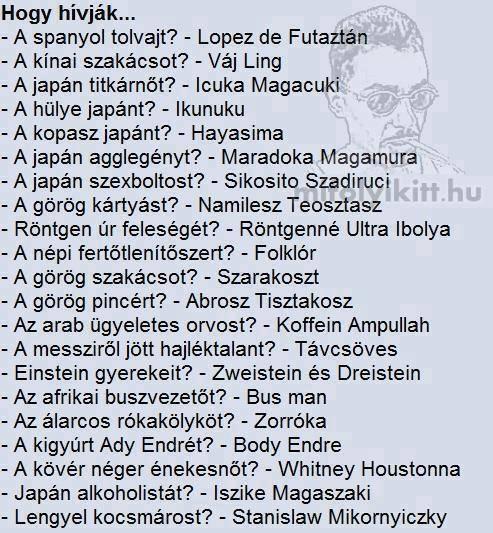 Hogy hívják...
- A spanyol tolvajt? - Lopez de Futaztán
- A kínai szakácsot? - Váj Ling
- A japán titkárnőt? - Icuka Magacuki
- A hülye japánt? - Ikunuku
- A kopasz japánt? - Hayasima
- A japán agglegényt? - Maradoka Magamura
- A japán szexboltost? - Sikosito Szadiruci
mitolvikitt.hu
- A görög kártyást? - Namilesz Teosztasz
- Röntgen úr feleségét? - Röntgenné Ultra Ibolya
- A népi fertőtlenítőszert? - Folklór
- A görög szakácsot? - Szarakoszt
- A görög pincért? - Abrosz Tisztakosz
- Az arab ügyeletes orvost? - Koffein Ampullah
- A messziről jött hajléktalant? - Távcsöves
- Einstein gyerekeit? - Zweistein és Dreistein
- Az afrikai buszvezetőt? - Bus man
- Az álarcos rókakölyköt? - Zorróka
- A kigyúrt Ady Endrét? - Body Endre
- A kövér néger énekesnőt? - Whitney Houstonna
- Japán alkoholistát? - Iszike Magaszaki
- Lengyel kocsmárost? - Stanislaw Mikornyiczky